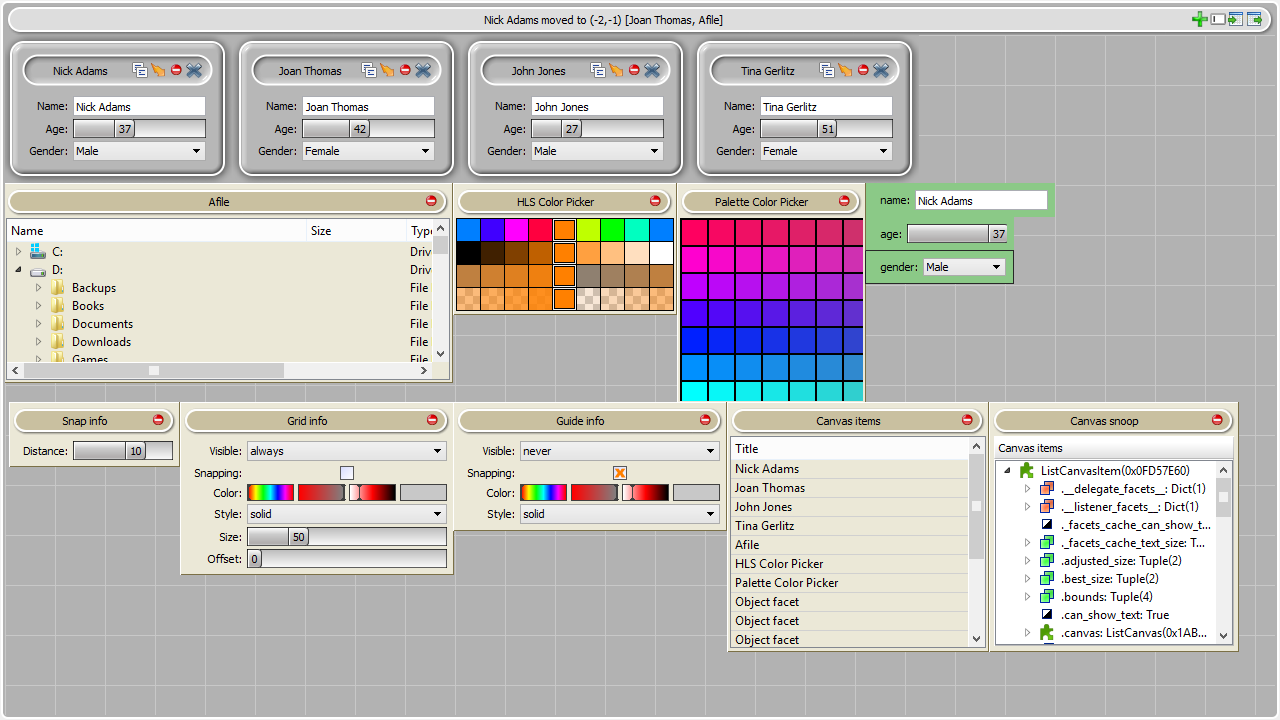 Nick Adams moved to (-2,-1) [Joan Thomas, Afile]
Nick Adams
Name: Nick Adams
Age: 37
Gender: Male
Joan Thomas
Name: Joan Thomas
Age: 42
Gender: Female
John Jones
Name: John Jones
Age: 27
Gender: Male
Tina Gerlitz
Name: Tina Gerlitz
Age: 51
Gender: Female
Afile
Name Size Type
C: Driv
D: Driv
Backups File
Books File
Documents File
Downloads File
Games File
HLS Color Picker
Palette Color Picker
name: Nick Adams
age: 37
gender: Male
Snap info
Distance: 10
Grid info
Visible: always
Snapping:
Color:
Style: solid
Size: 50
Offset: 0
Guide info
Visible: never
Snapping:
Color:
Style: solid
Canvas items
Title
Nick Adams
Joan Thomas
John Jones
Tina Gerlitz
Afile
HLS Color Picker
Palette Color Picker
Object facet
Object facet
Object facet
Canvas snoop
Canvas items
ListCanvasItem(0x0FD57E60)
.__delegate_facets__: Dict(1)
.__listener_facets__: Dict(1)
._facets_cache_can_show_t...
._facets_cache_text_size: T...
.adjusted_size: Tuple(2)
.best_size: Tuple(2)
.bounds: Tuple(4)
.can_show_text: True
.canvas: ListCanvas(0x1AB...